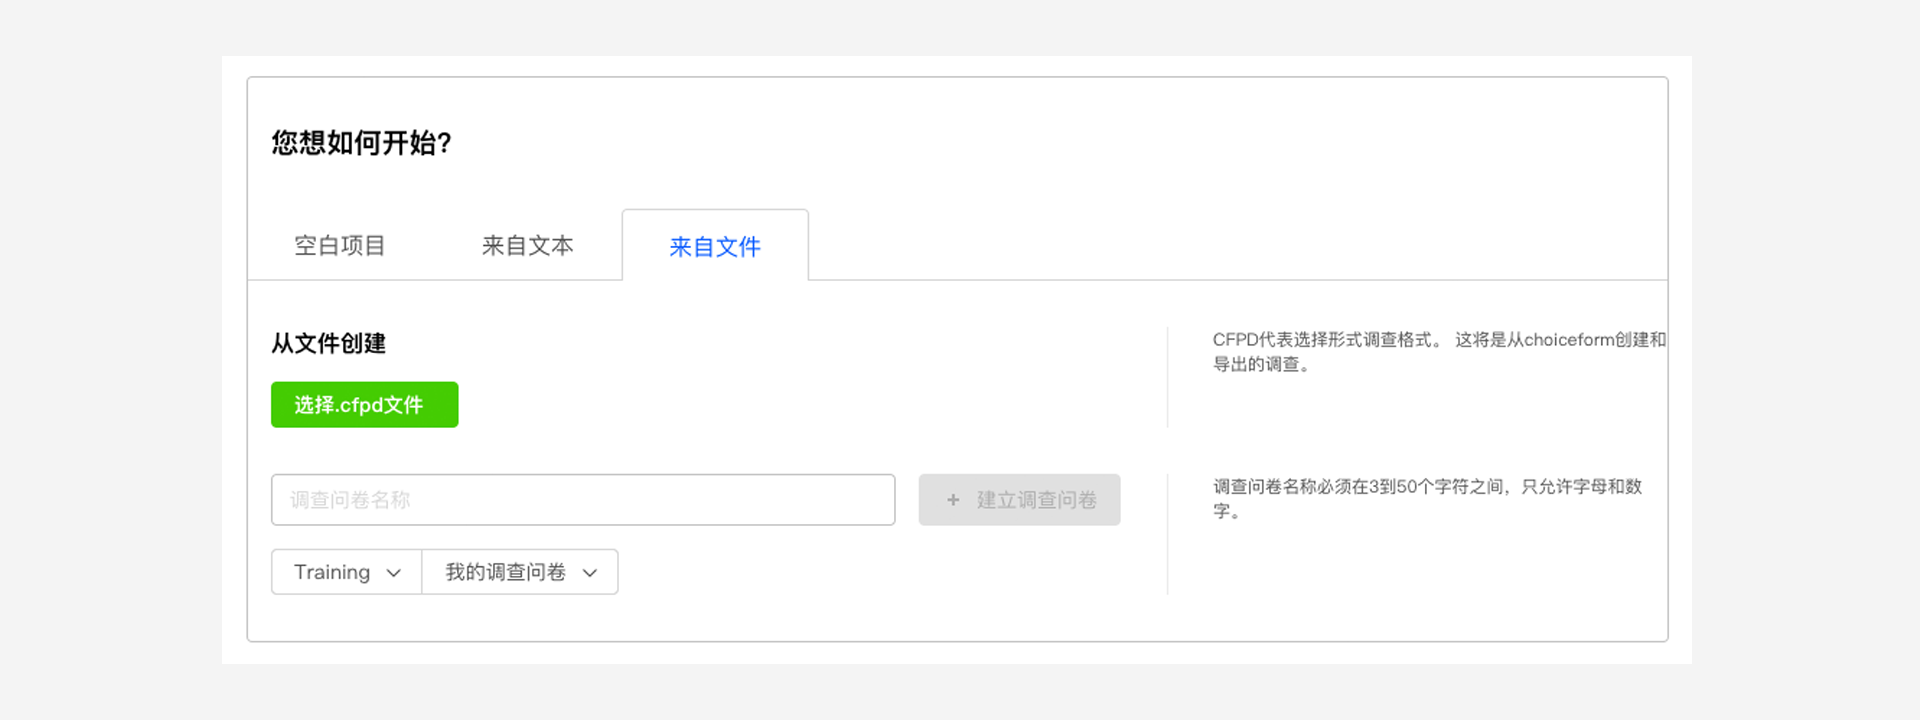 您想如何开始?
空白项目
来自文本
来自文件
从文件创建
选择.cfpd文件
CFPD代表选择形式调查格式。 这将是从choiceform创建和
导出的调查。
调查问卷名称
+ 建立调查问卷
调查问卷名称必须在3到50个字符之间，只允许字母和数
字。
Training
我的调查问卷